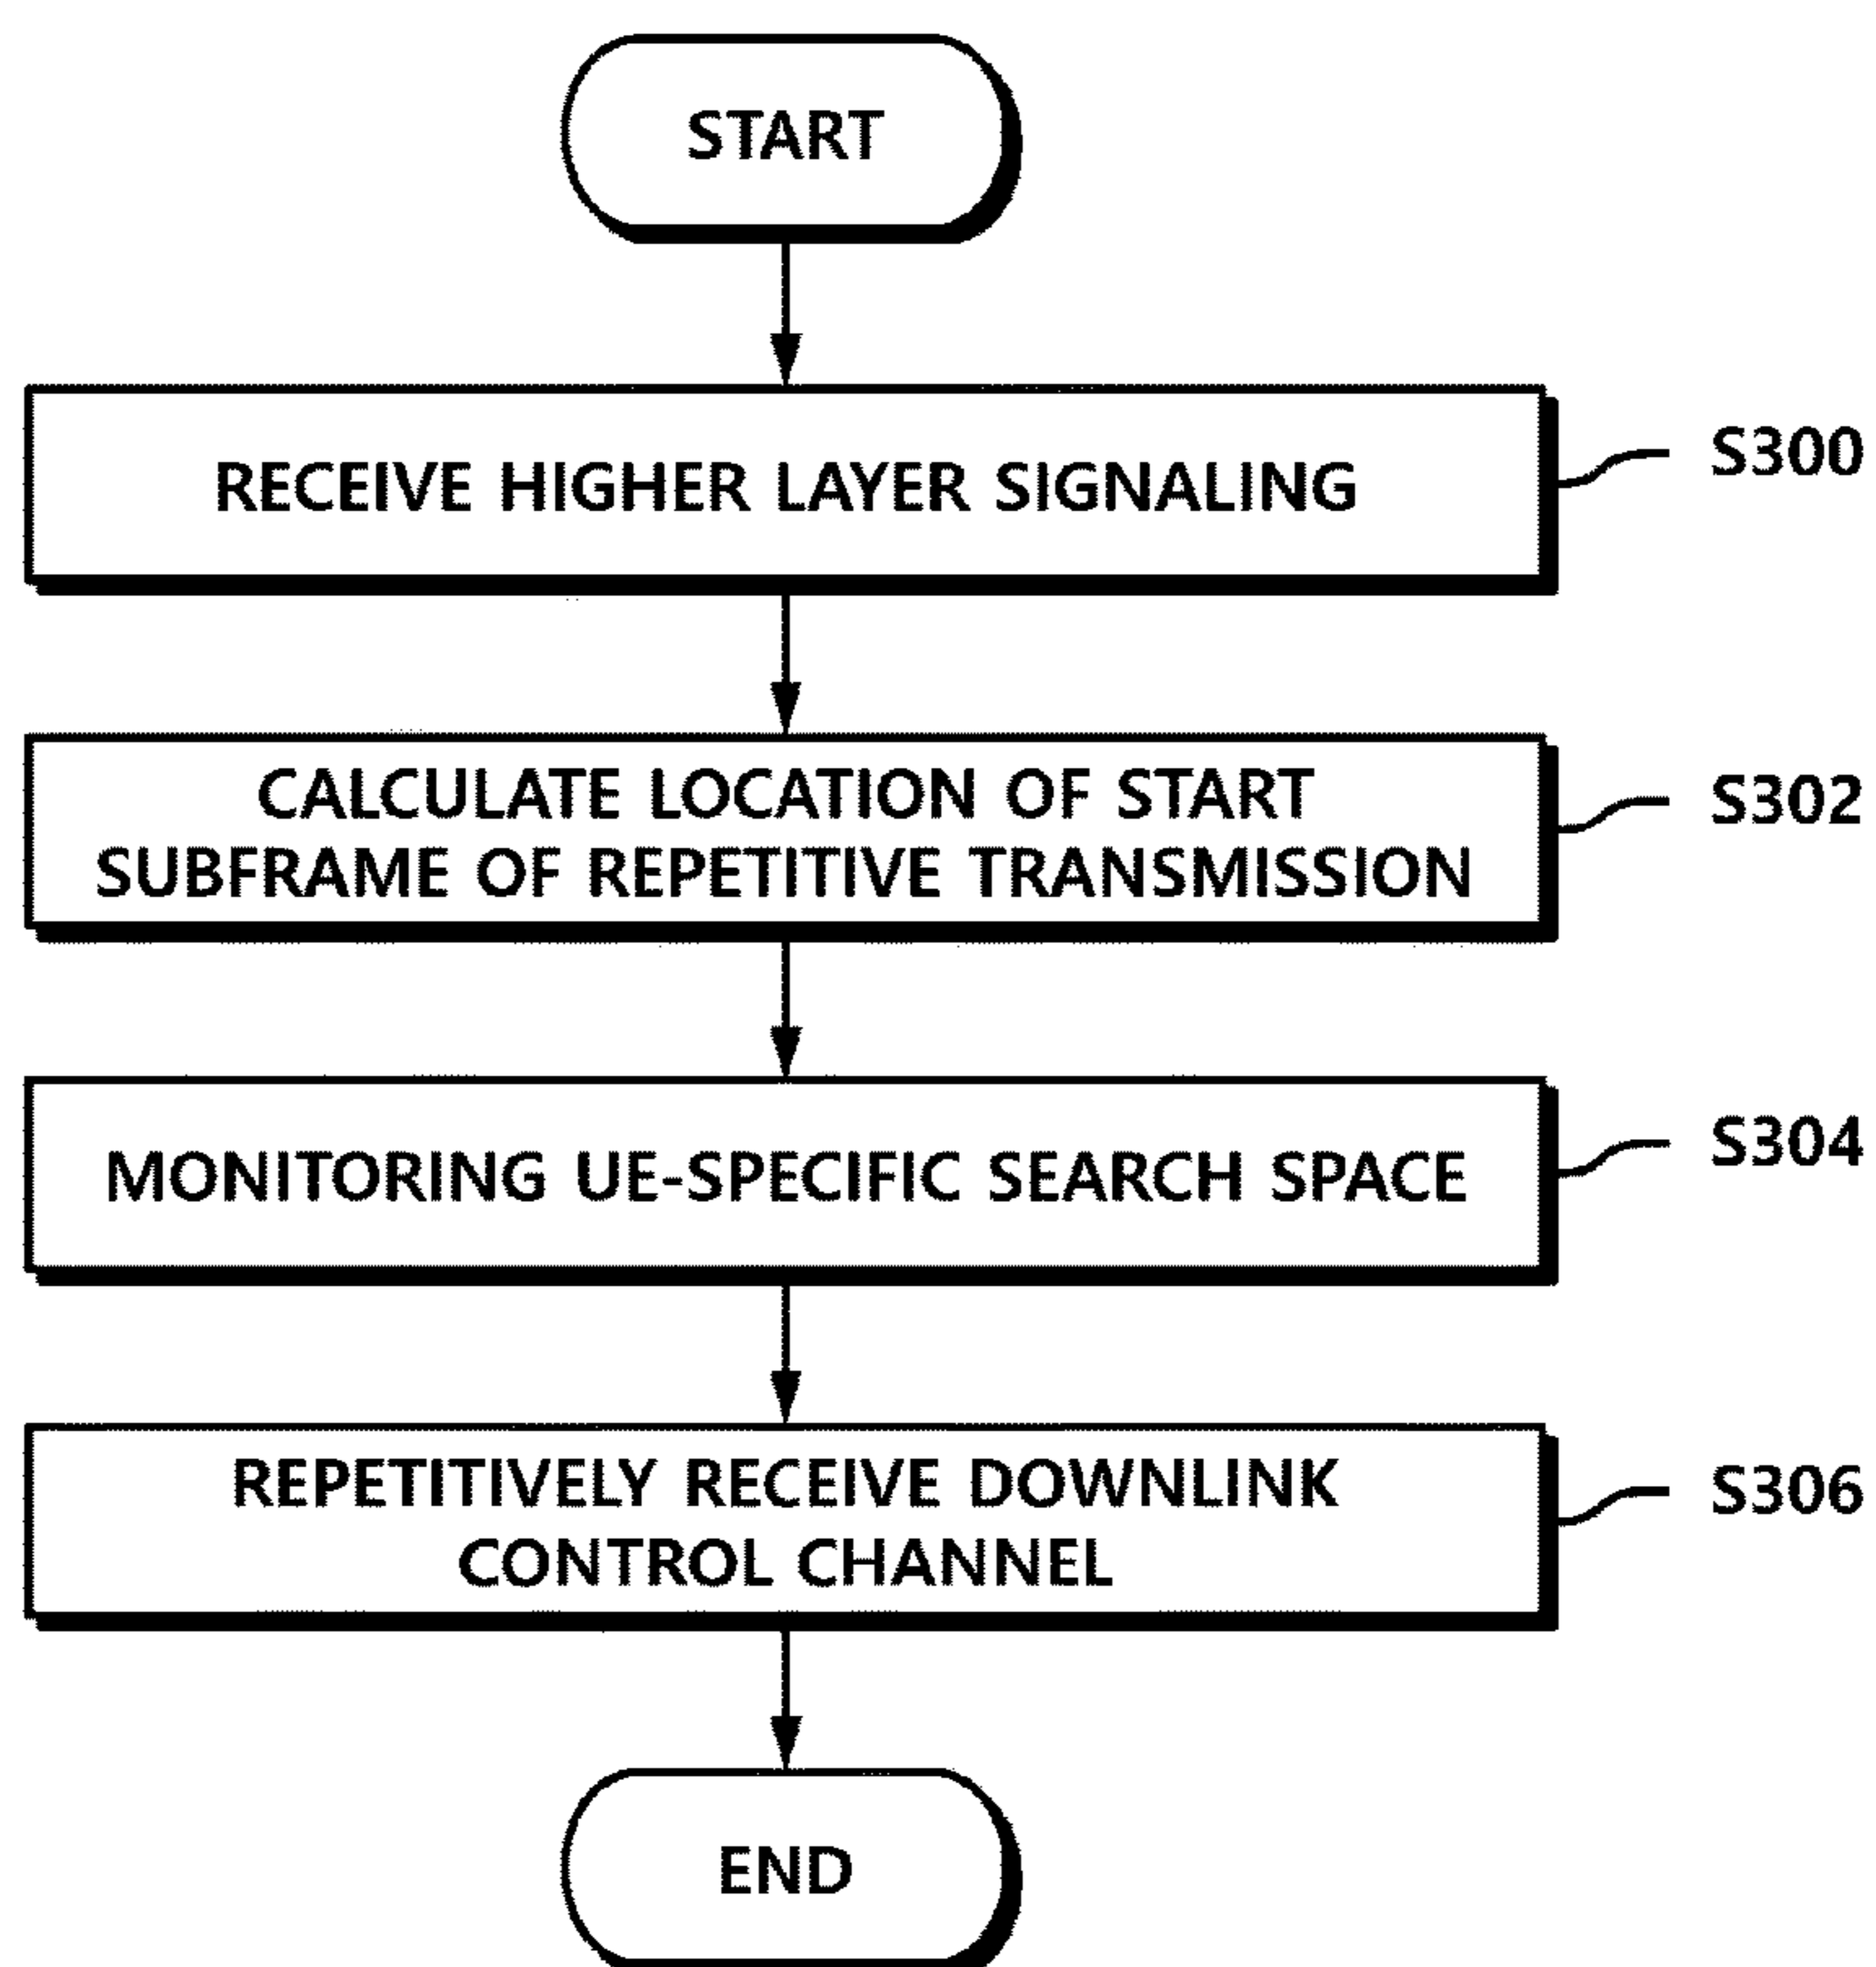 START
RECEIVE HIGHER LAYER SIGNALING
S300
CALCULATE LOCATION OF START
SUBFRAME OF REPETITIVE TRANSMISSION
S302
MONITORING UE-SPECIFIC SEARCH SPACE
S304
REPETITIVELY RECEIVE DOWNLINK
CONTROL CHANNEL
S306
END